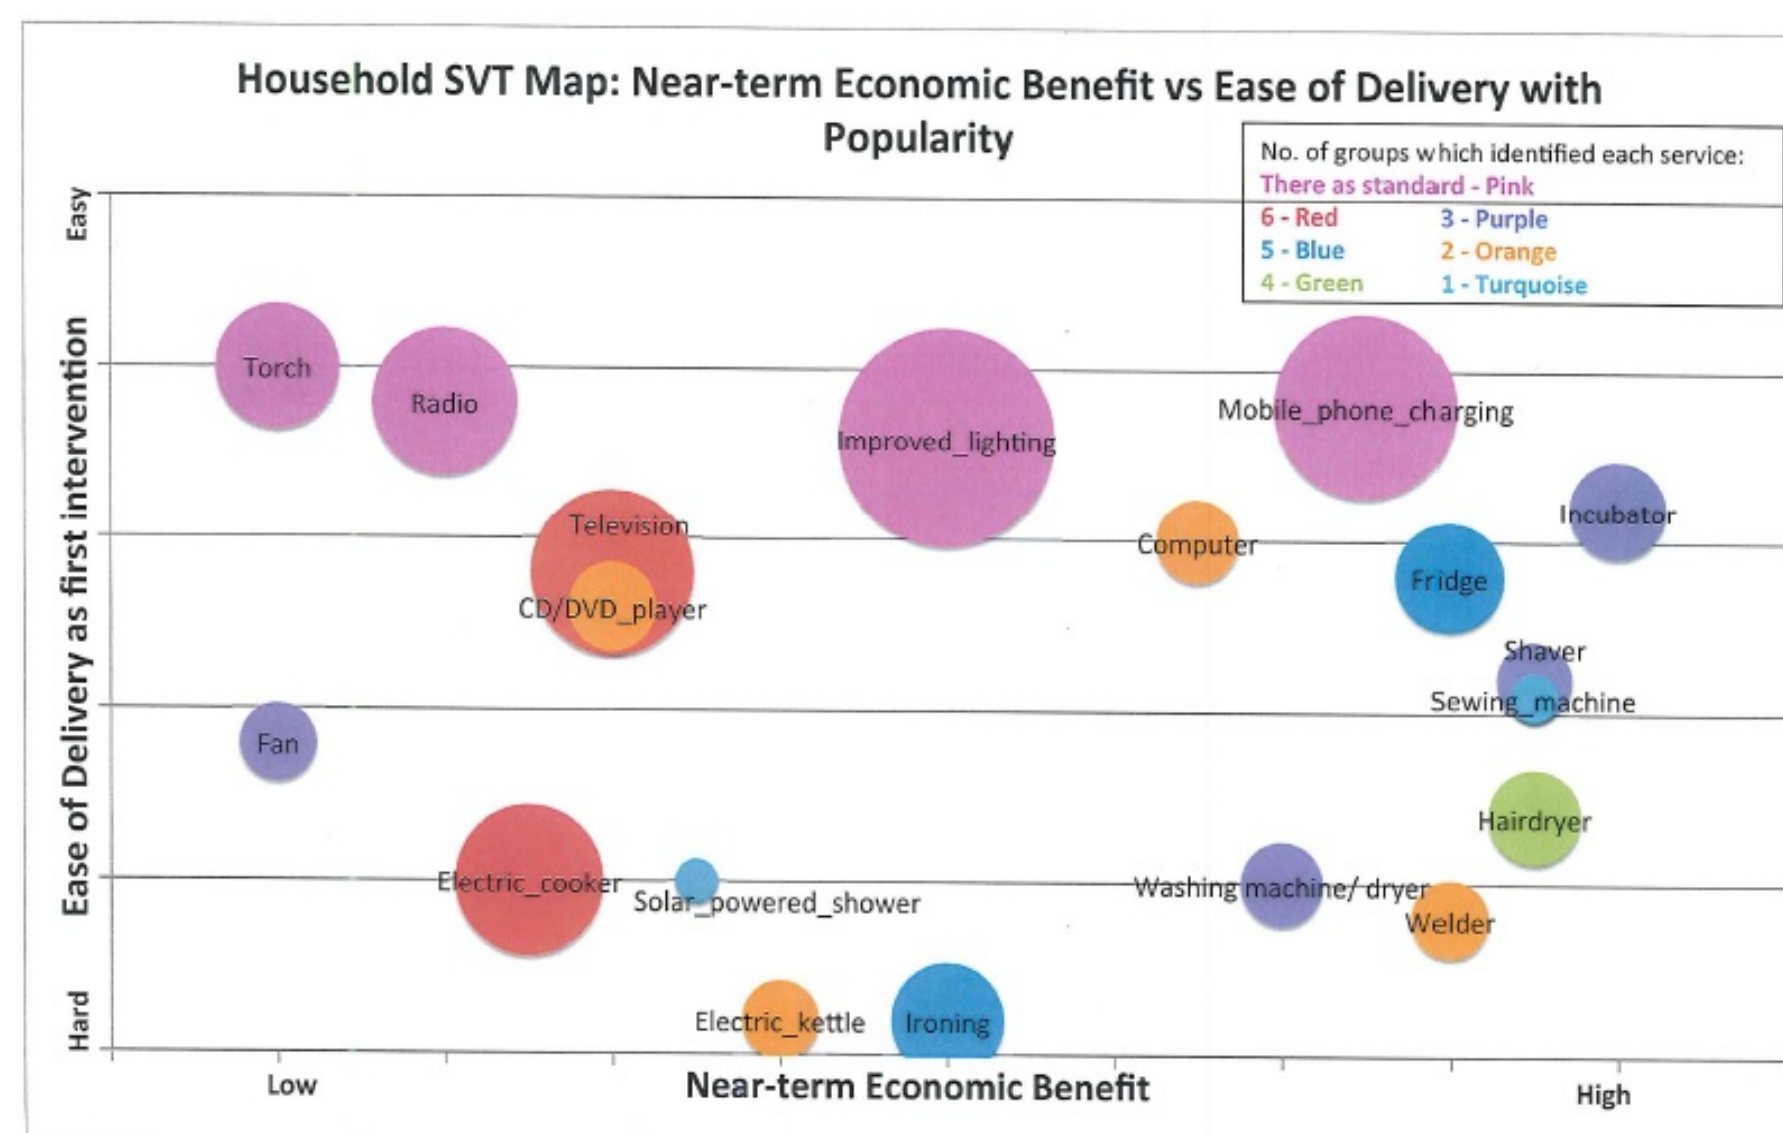 Household SVT Map: Near-term Economic Benefit vs Ease of Delivery with
Popularity
No. of groups which identified each service:
There as standard - Pink
6 - Red
3 - Purple
5 - Blue
2 - Orange
4 - Green
1 - Turquoise
Easy
Ease of Delivery as first intervention
Hard
Torch
Radio
Improved_lighting
Mobile_phone_charging
Television
Incubator
Computer
Fridge
CD/DVD_player
Shaver
Sewing_machine
Fan
Hairdryer
Electric_cooker
Solar_powered_shower
Washing machine/ dryer
Welder
Electric_kettle
Ironing
Low
Near-term Economic Benefit
High